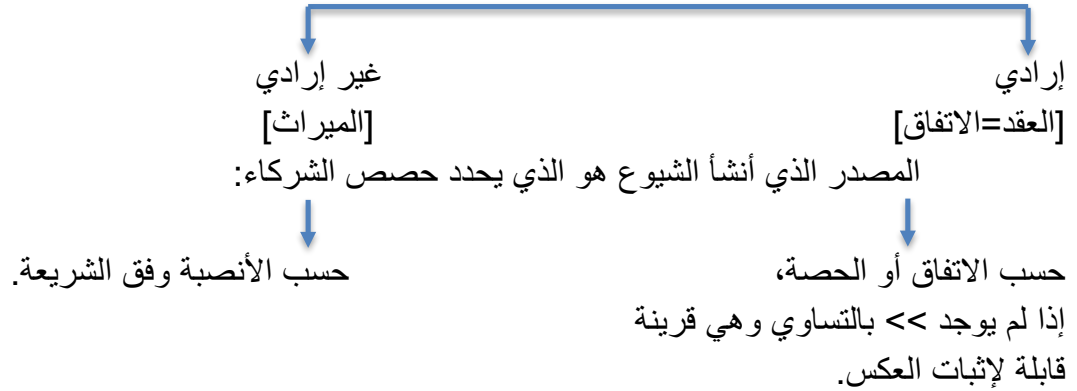 إرادي
غير إرادي
[العقد=الاتفاق]
[الميراث]
المصدر الذي أنشأ الشيوع هو الذي يحدد حصص الشركاء:
حسب الاتفاق أو الحصة،
إذا لم يوجد >> بالتساوي وهي قرينة
قابلة لإثبات العكس.
حسب الأنصبة وفق الشريعة.